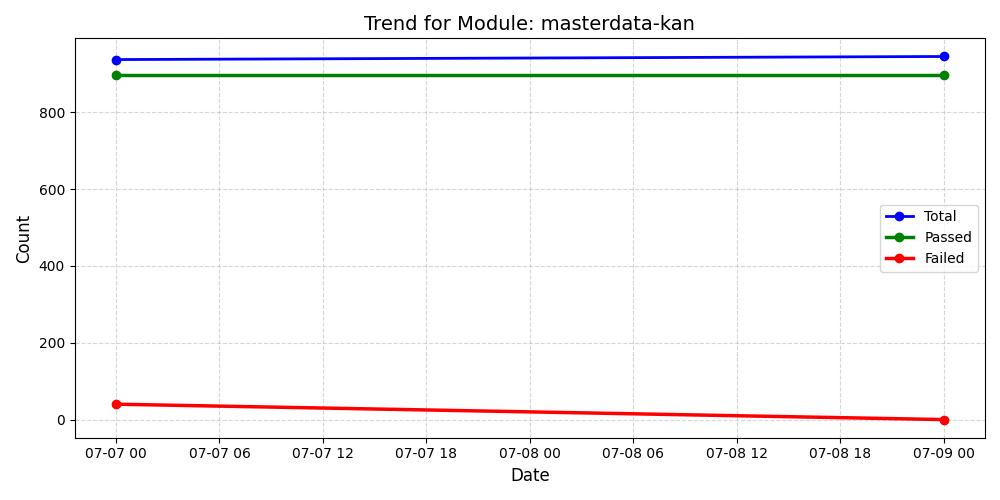 Trend for Module: masterdata-kan
Count
800
600
400
200
0
Total
Passed
Failed
07-07 00 07-07 06 07-07 12 07-07 18 07-08 00 07-08 06 07-08 12 07-08 18 07-09 00
Date